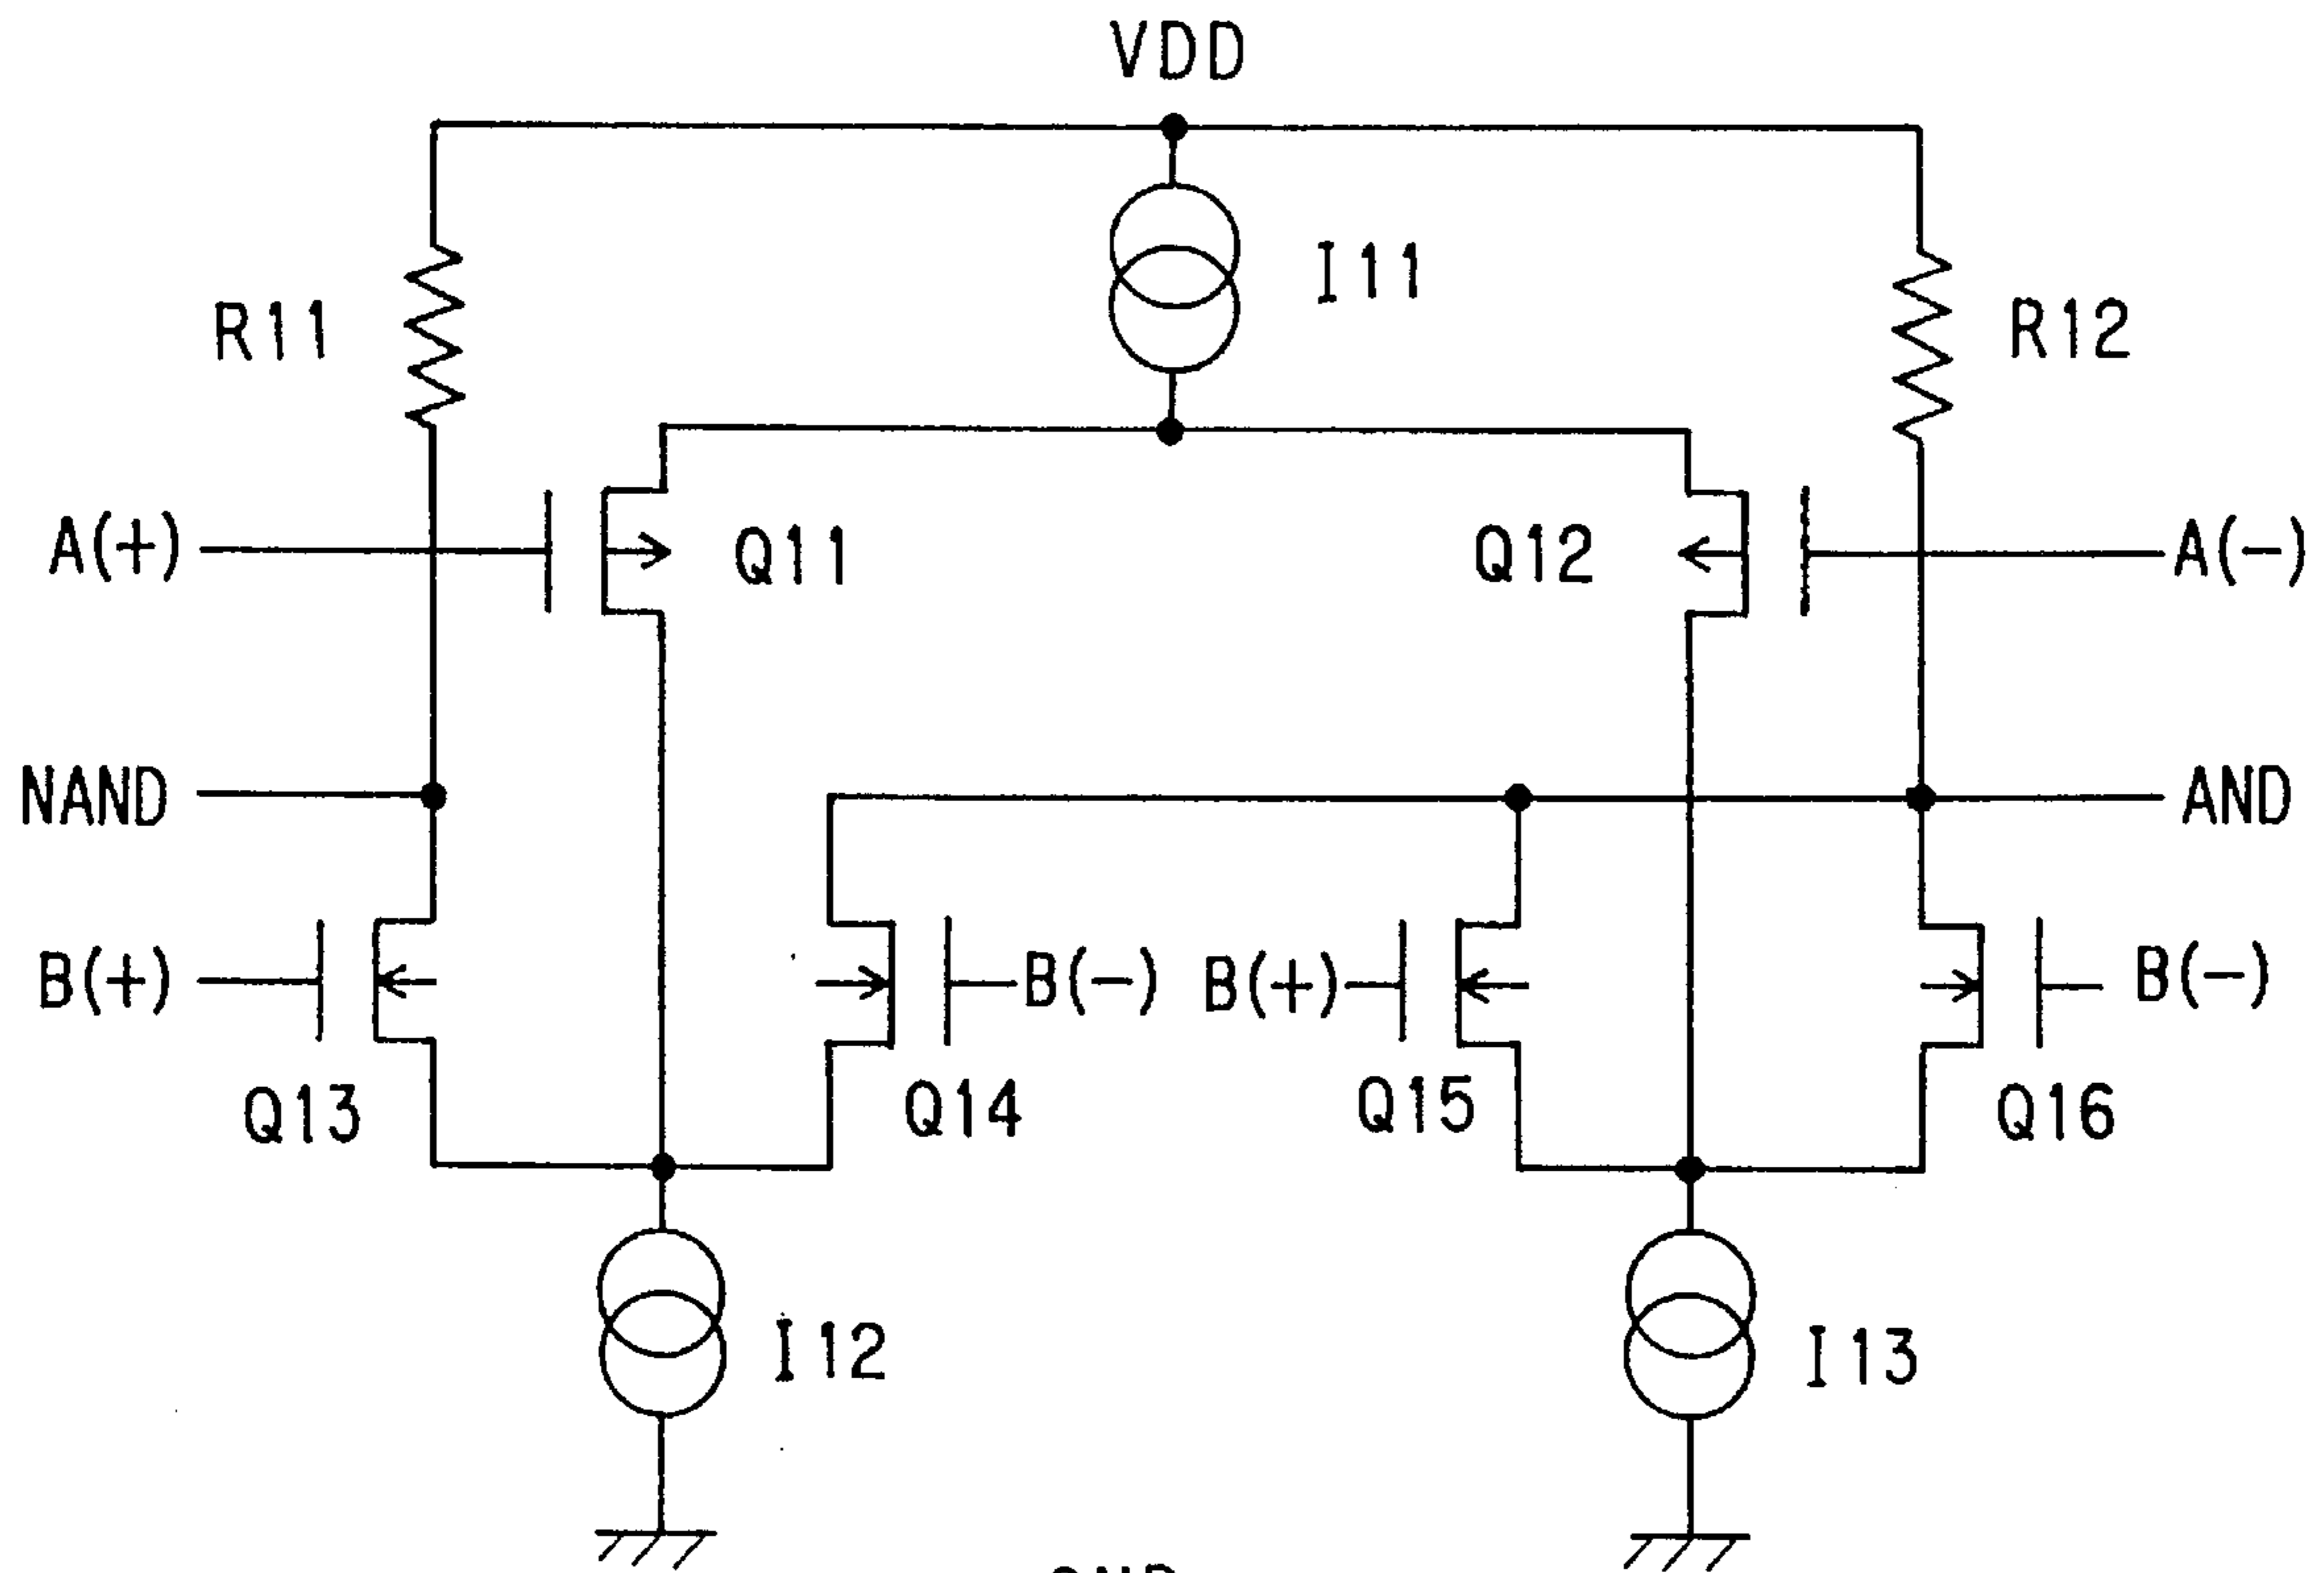 VDD
I11
R11
R12
A(+)
Q11
Q12
A(-)
NAND
AND
B(+)
B(-)
B(+)
B(-)
Q13
Q14
Q15
Q16
I12
I13